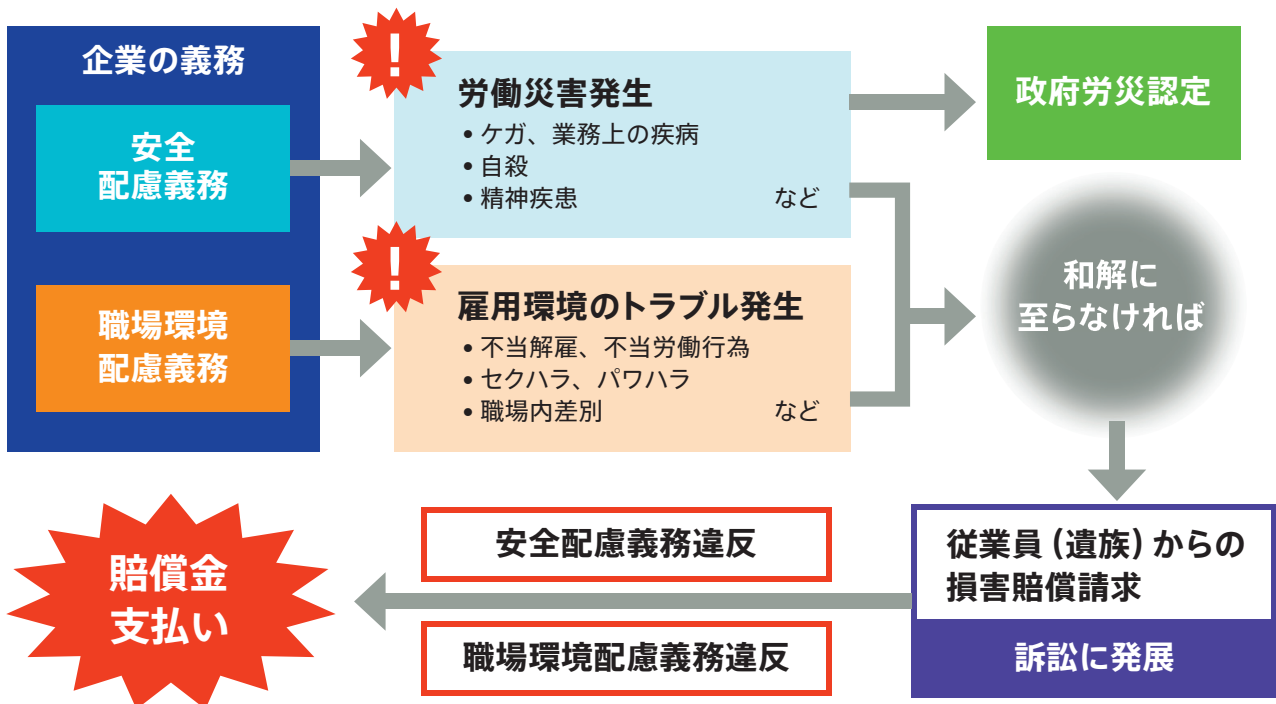 企業の義務
安全
配慮義務
職場環境
配慮義務
!
労働災害発生
• ケガ、業務上の疾病
• 自殺
• 精神疾患 など
!
雇用環境のトラブル発生
• 不当解雇、不当労働行為
• セクハラ、パワハラ
• 職場内差別 など
政府労災認定
和解に
至らなければ
従業員（遺族）からの
損害賠償請求
訴訟に発展
安全配慮義務違反
職場環境配慮義務違反
賠償金
支払い